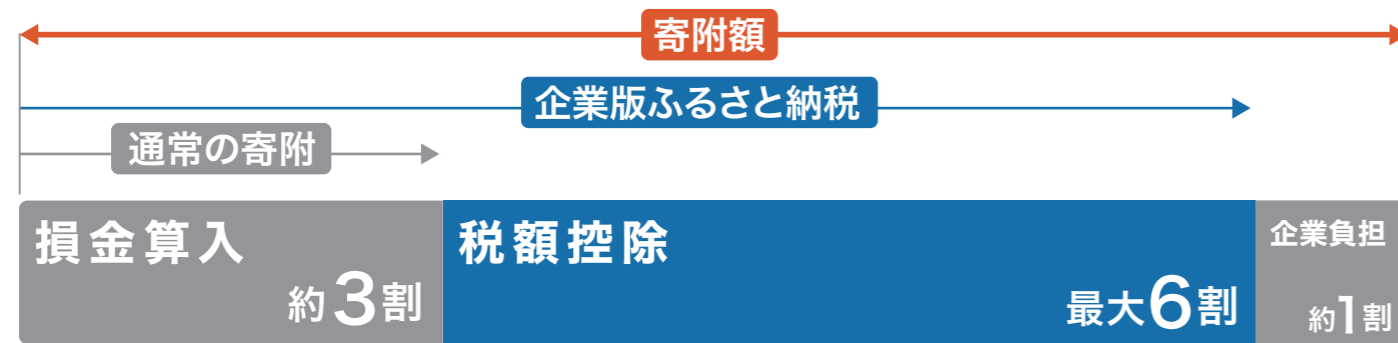 寄附額
企業版ふるさと納税
通常の寄附
損金算入
約3割
税額控除
最大6割
企業負担
約1割